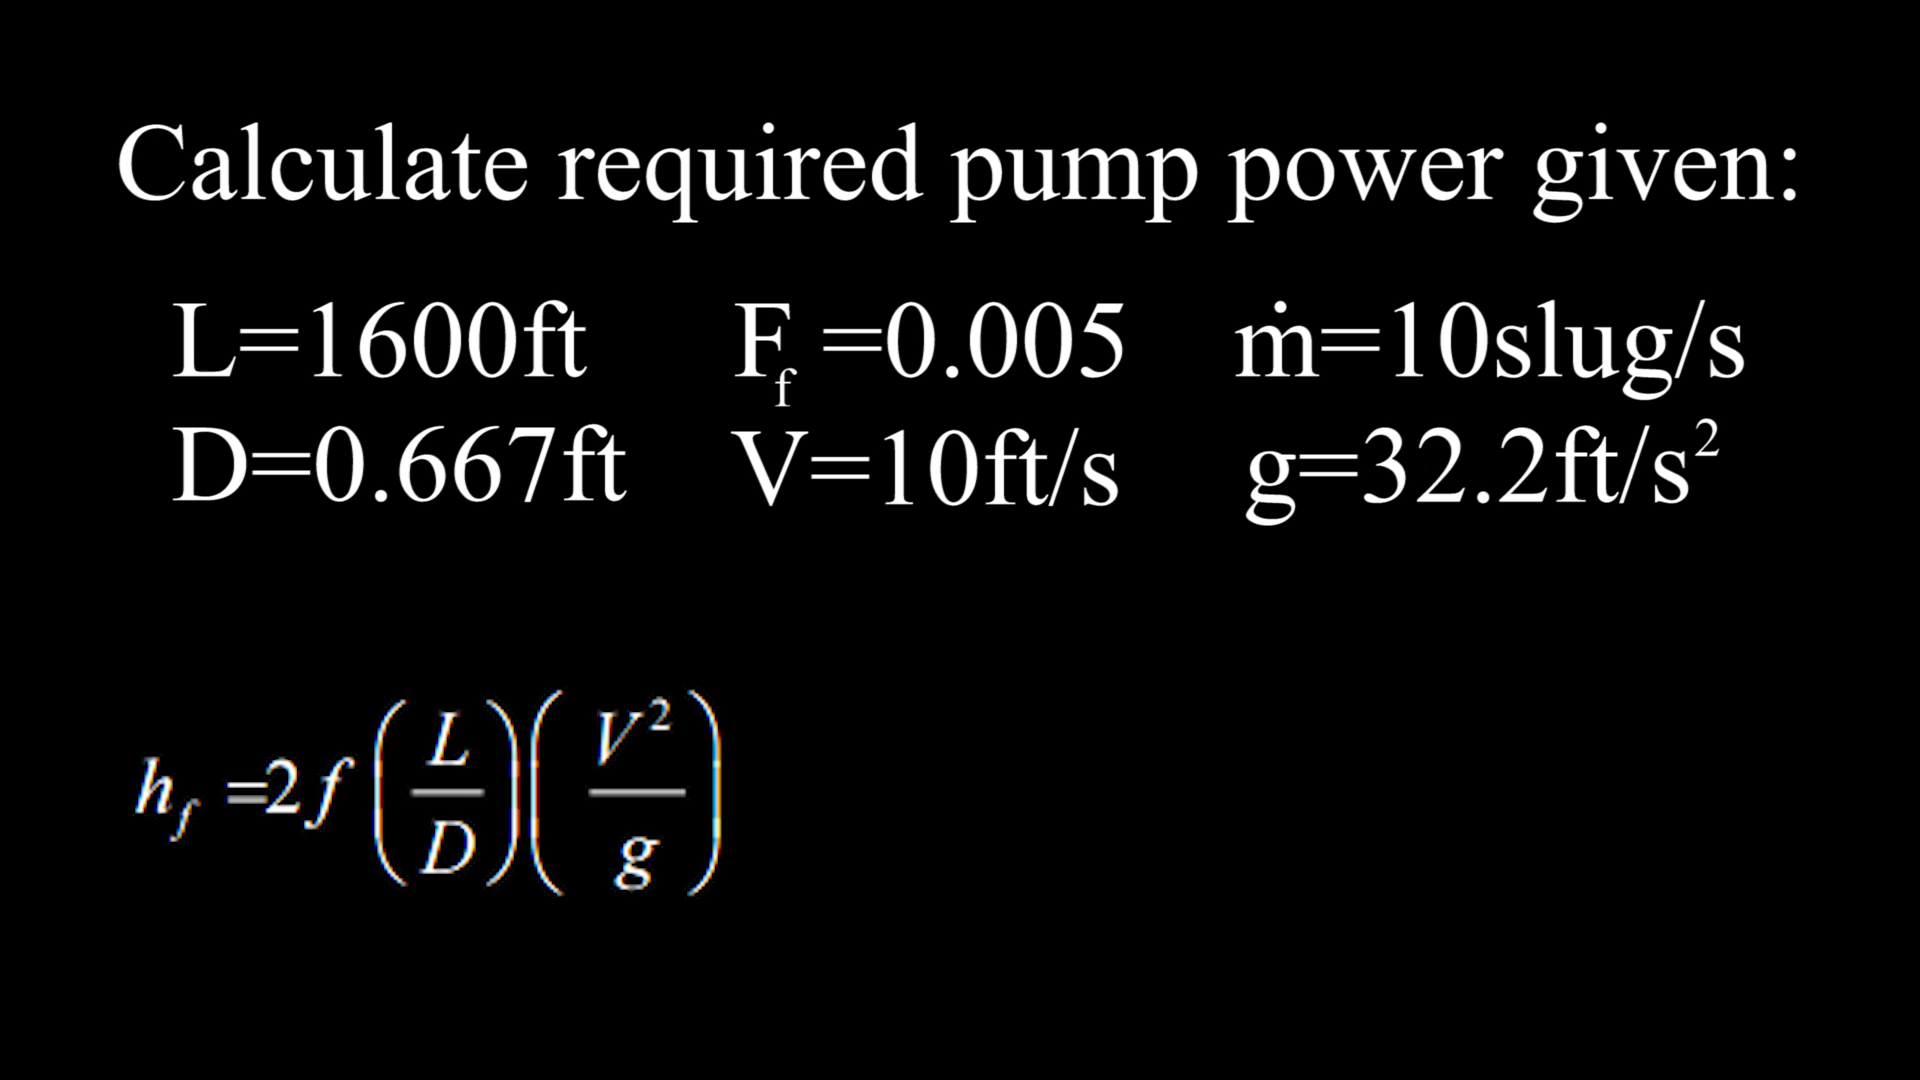 Calculate required pump power given:
L=1600ft F_f=0.005 ṁ=10slug/s
D=0.667ft V=10ft/s g=32.2ft/s²
h_f =2f(L/D)(V²/g)